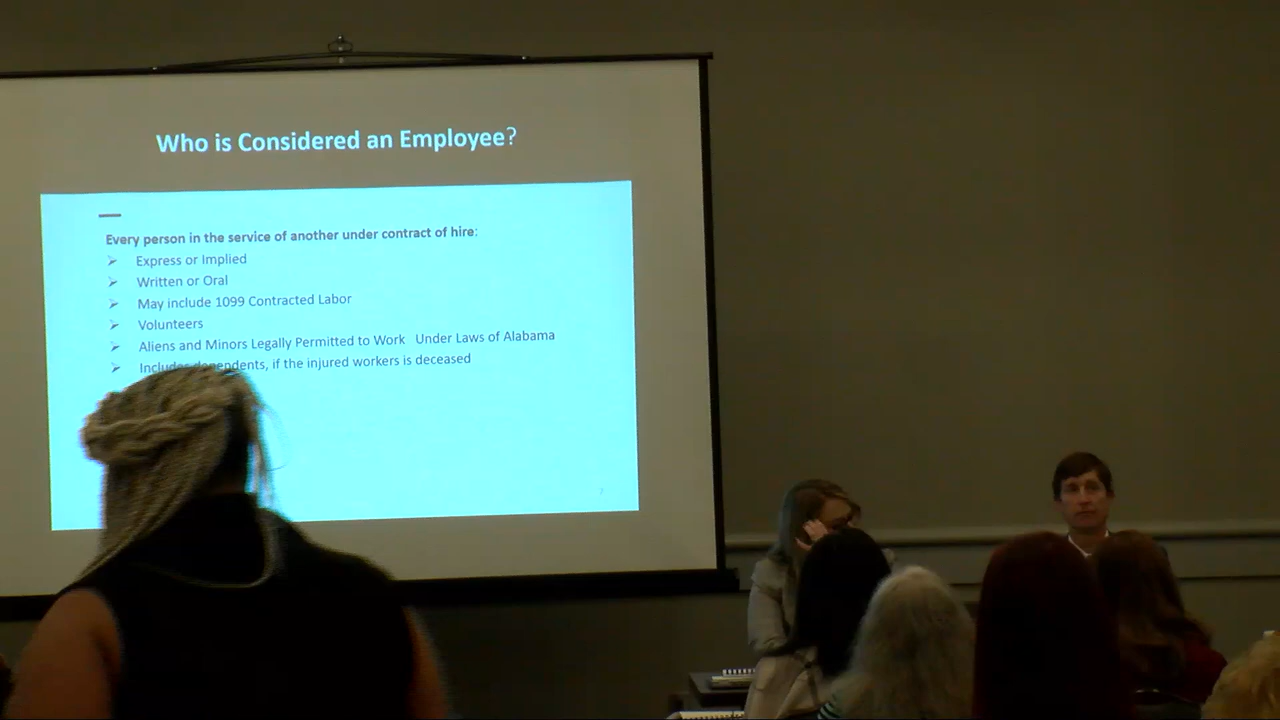 Who is Considered an Employee?
Every person in the service of another under contract of hire:
Express or Implied
Written or Oral
May include 1099 Contracted Labor
Volunteers
Aliens and Minors Legally Permitted to Work Under Laws of Alabama
Includes dependents, if the injured workers is deceased